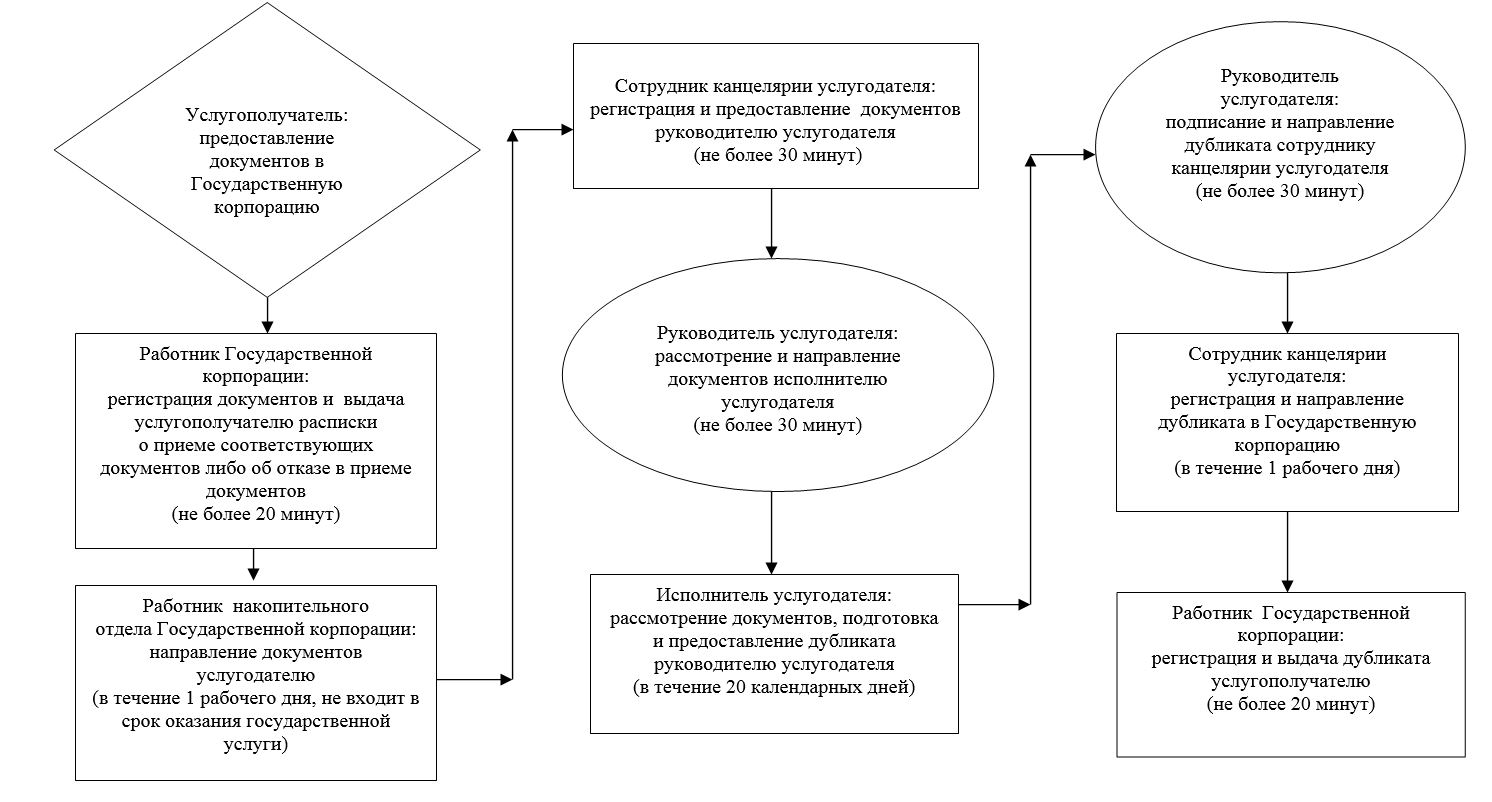 Услугополучатель:
предоставление
документов в
Государственную
корпорацию
Работник Государственной
корпорации:
регистрация документов и  выдача
услугополучателю расписки
о приеме соответствующих
документов либо об отказе в приеме
документов
(не более 20 минут)
Работник  накопительного
отдела Государственной корпорации:
направление документов
услугодателю
(в течение 1 рабочего дня, не входит в
срок оказания государственной
услуги)
Сотрудник канцелярии услугодателя:
регистрация и предоставление  документов
руководителю услугодателя
(не более 30 минут)
Руководитель услугодателя:
рассмотрение и направление
документов исполнителю
услугодателя
(не более 30 минут)
Исполнитель услугодателя:
рассмотрение документов, подготовка
и предоставление дубликата
руководителю услугодателя
(в течение 20 календарных дней)
Руководитель
услугодателя:
подписание и направление
дубликата сотруднику
канцелярии услугодателя
(не более 30 минут)
Сотрудник канцелярии
услугодателя:
регистрация и направление
дубликата в Государственную
корпорацию
(в течение 1 рабочего дня)
Работник  Государственной
корпорации:
регистрация и выдача дубликата
услугополучателю
(не более 20 минут)